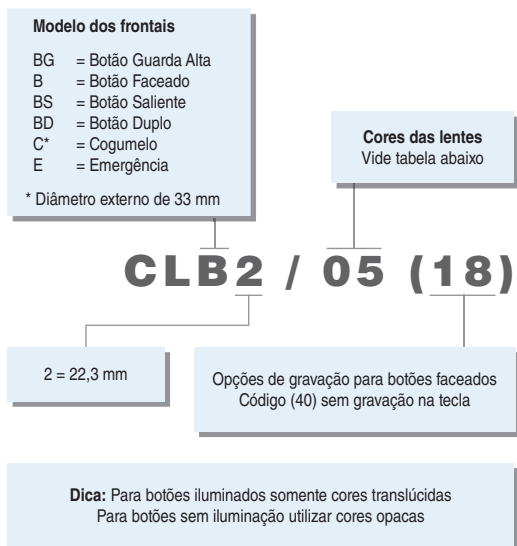 Modelo dos frontais
BG = Botão Guarda Alta
B = Botão Faceado
BS = Botão Saliente
BD = Botão Duplo
C* = Cogumelo
E = Emergência
* Diâmetro externo de 33 mm
Cores das lentes
Vide tabela abaixo
CLB2 / 05 (18)
2 = 22,3 mm
Opções de gravação para botões faceados
Código (40) sem gravação na tecla
Dica: Para botões iluminados somente cores translúcidas
Para botões sem iluminação utilizar cores opacas